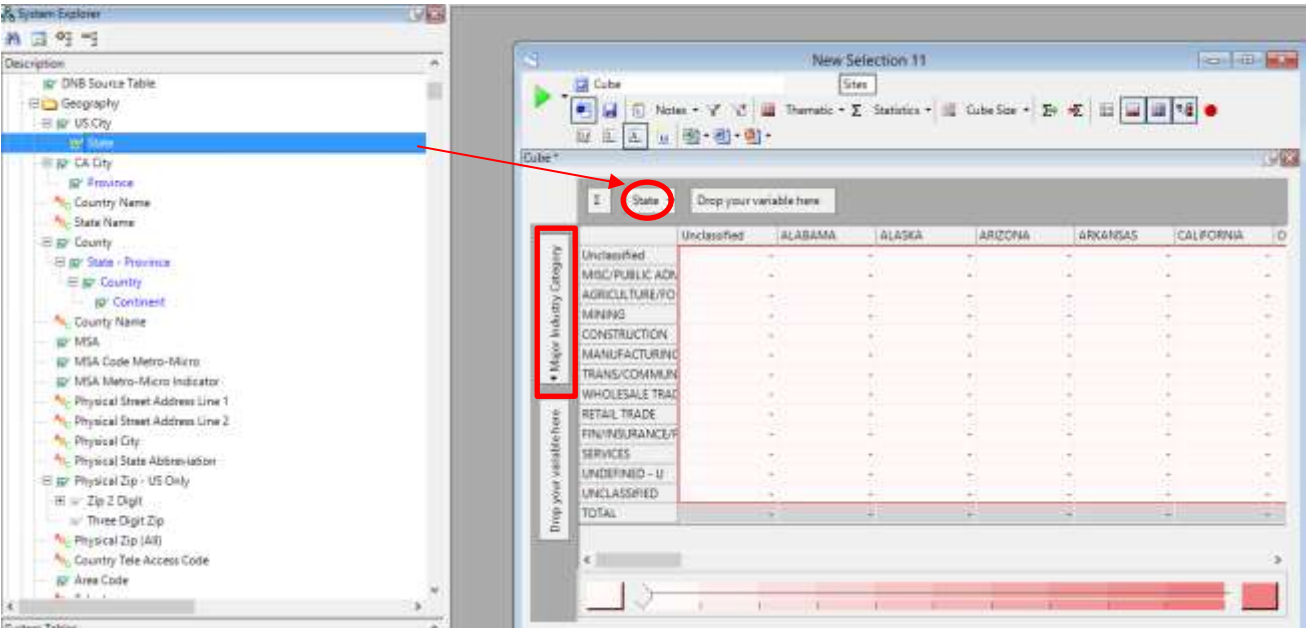 System Explorer
Description
DNB Source Table
Geography
US City
State
CA City
Province
Country Name
State Name
County
State - Province
Country
Continent
County Name
MSA
MSA Code Metro-Micro
MSA Metro-Micro Indicator
Physical Street Address Line 1
Physical Street Address Line 2
Physical City
Physical State Abbreviation
Physical Zip - US Only
Zip 2 Digit
Three Digit Zip
Physical Zip (All)
Country Tele Access Code
Area Code
System Tables
New Selection 11
Cube
Sites
Notes
Thematic
Σ Statistics
Cube Size
Cube *
Σ State Drop your variable here
Major Industry Category
Drop your variable here
Unclassified ALABAMA ALASKA ARIZONA ARKANSAS CALIFORNIA D
Unclassified
MISC/PUBLIC ADM
AGRICULTURE/FO
MINING
CONSTRUCTION
MANUFACTURING
TRANS/COMMUN
WHOLESALE TRAD
RETAIL TRADE
FIN/INSURANCE/F
SERVICES
UNDEFINED - U
UNCLASSIFIED
TOTAL